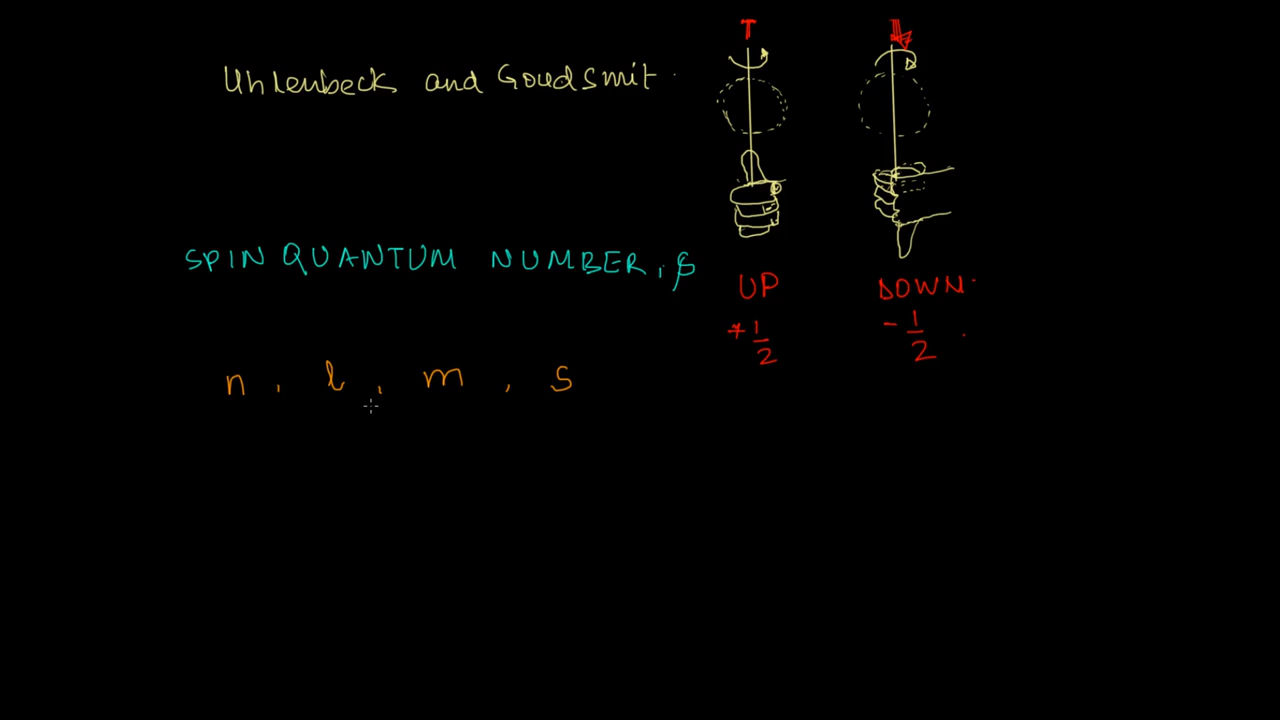 Uhlenbeck and Goudsmit.
SPIN QUANTUM NUMBER, s
UP DOWN.
+1/2 -1/2.
n, l, m, s